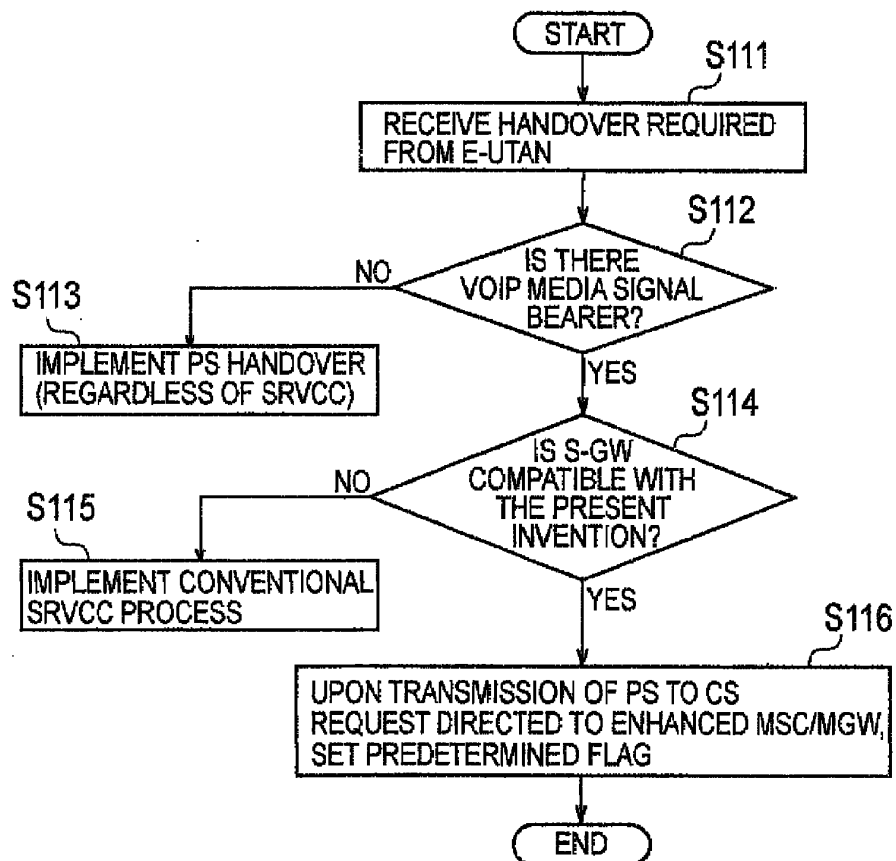 START
S111
RECEIVE HANDOVER REQUIRED
FROM E-UTAN
S112
IS THERE
VOIP MEDIA SIGNAL
BEARER?
NO
S113
IMPLEMENT PS HANDOVER
(REGARDLESS OF SRVCC)
YES
S114
IS S-GW
COMPATIBLE WITH
THE PRESENT
INVENTION?
NO
S115
IMPLEMENT CONVENTIONAL
SRVCC PROCESS
YES
S116
UPON TRANSMISSION OF PS TO CS
REQUEST DIRECTED TO ENHANCED MSC/MGW,
SET PREDETERMINED FLAG
END